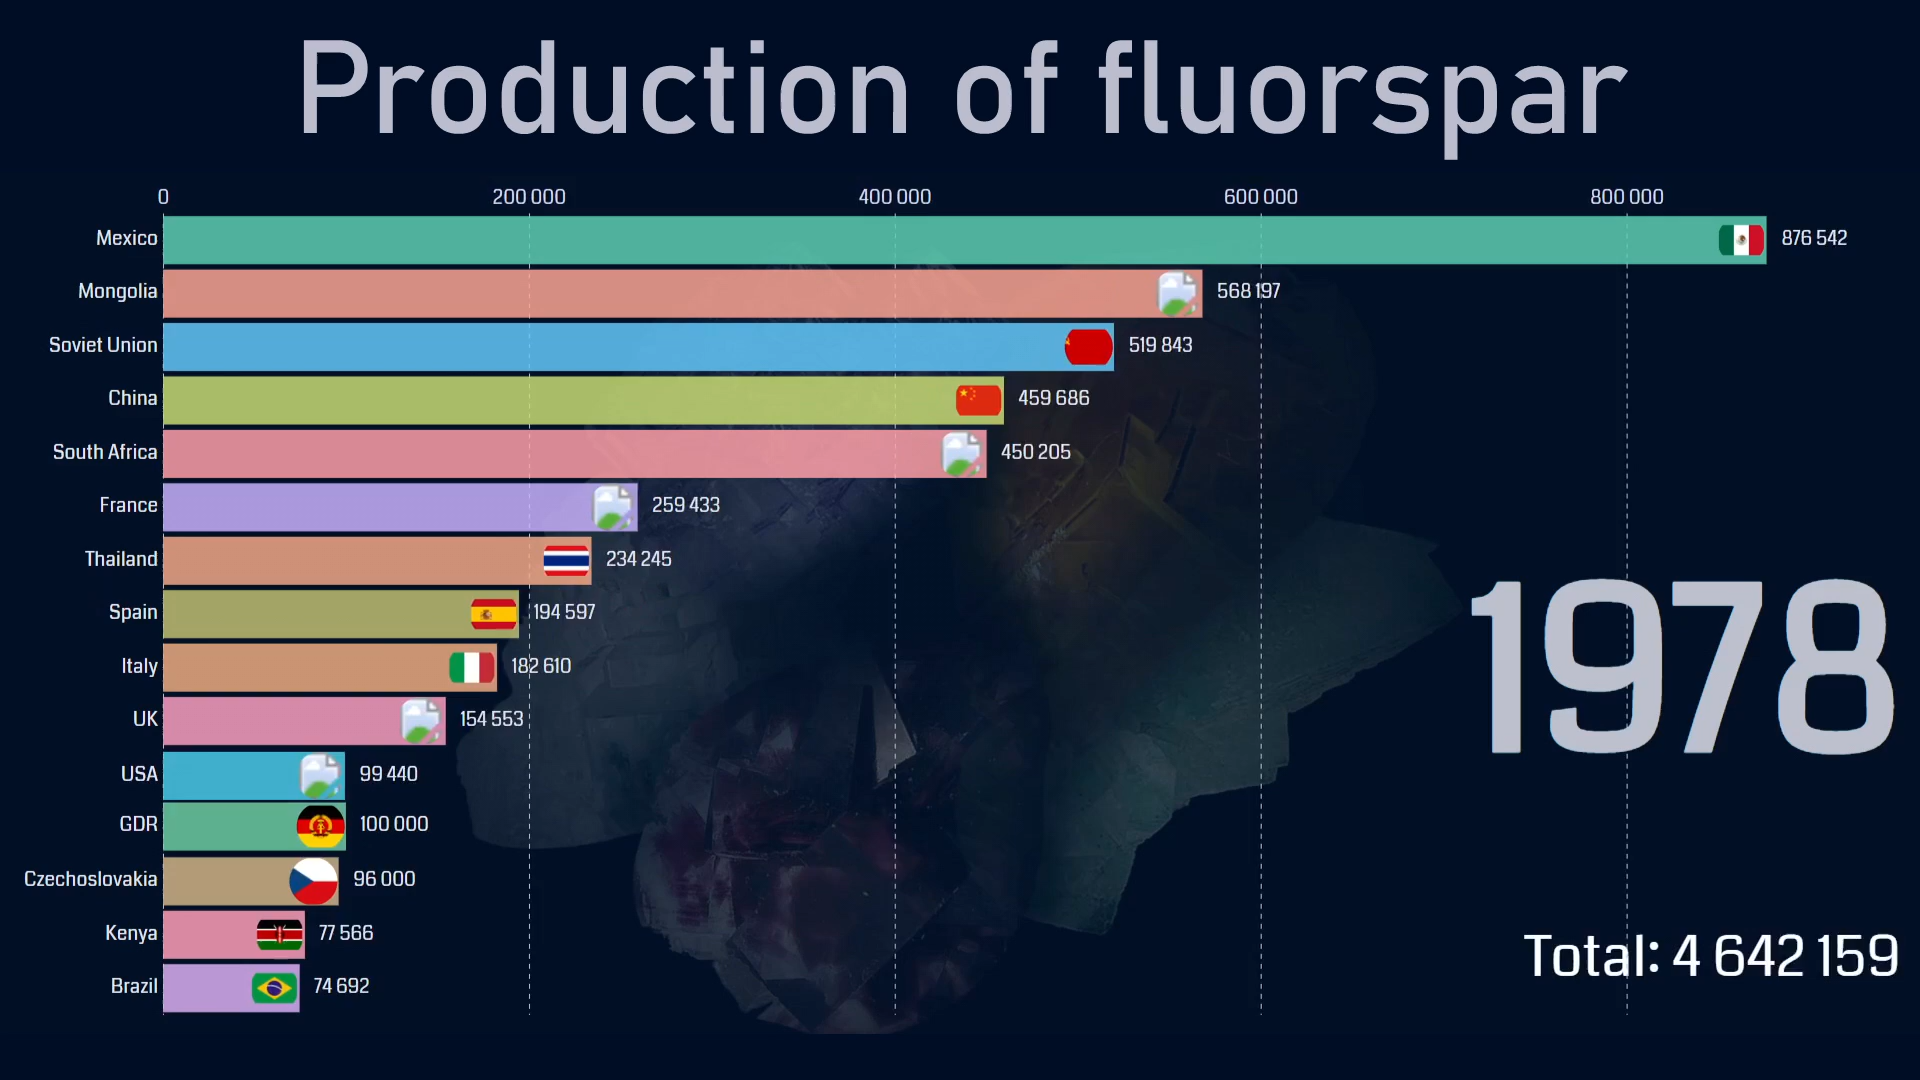 Production of fluorspar
0 200 000 400 000 600 000 800 000
Mexico 876 542
Mongolia 568 197
Soviet Union 519 843
China 459 686
South Africa 450 205
France 259 433
Thailand 234 245
Spain 194 597
Italy 182 610
UK 154 553
USA 99 440
GDR 100 000
Czechoslovakia 96 000
Kenya 77 566
Brazil 74 692
1978
Total: 4 642 159